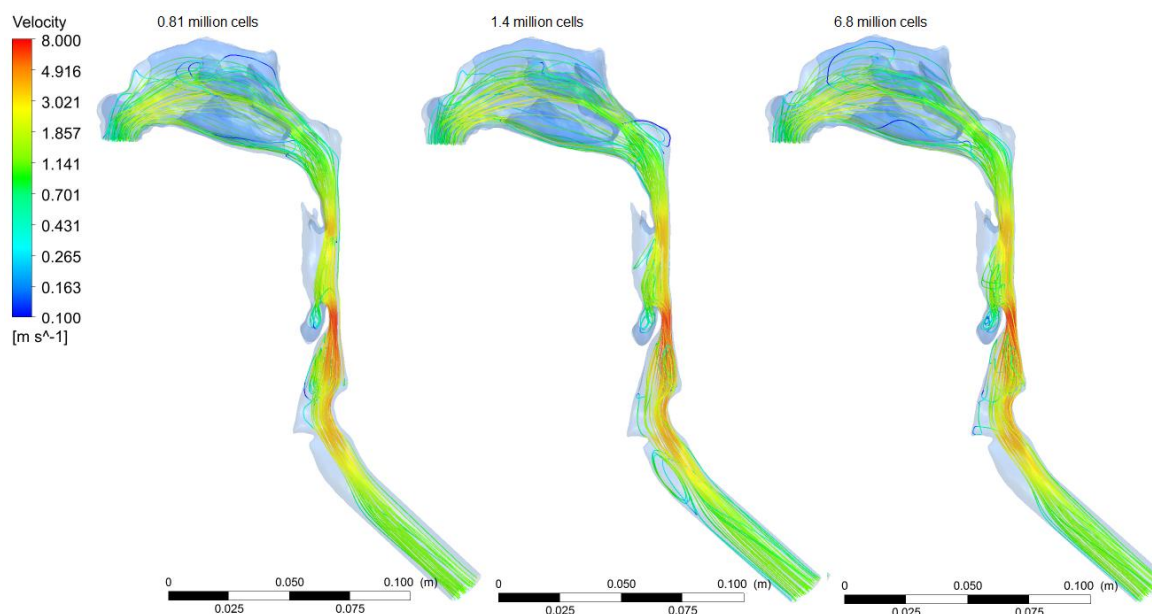 Velocity
8.000
4.916
3.021
1.857
1.141
0.701
0.431
0.265
0.163
0.100
[m s^-1]
0.81 million cells
1.4 million cells
6.8 million cells
0 0.050 0.100 (m)
0.025 0.075
0 0.050 0.100 (m)
0.025 0.075
0 0.050 0.100 (m)
0.025 0.075